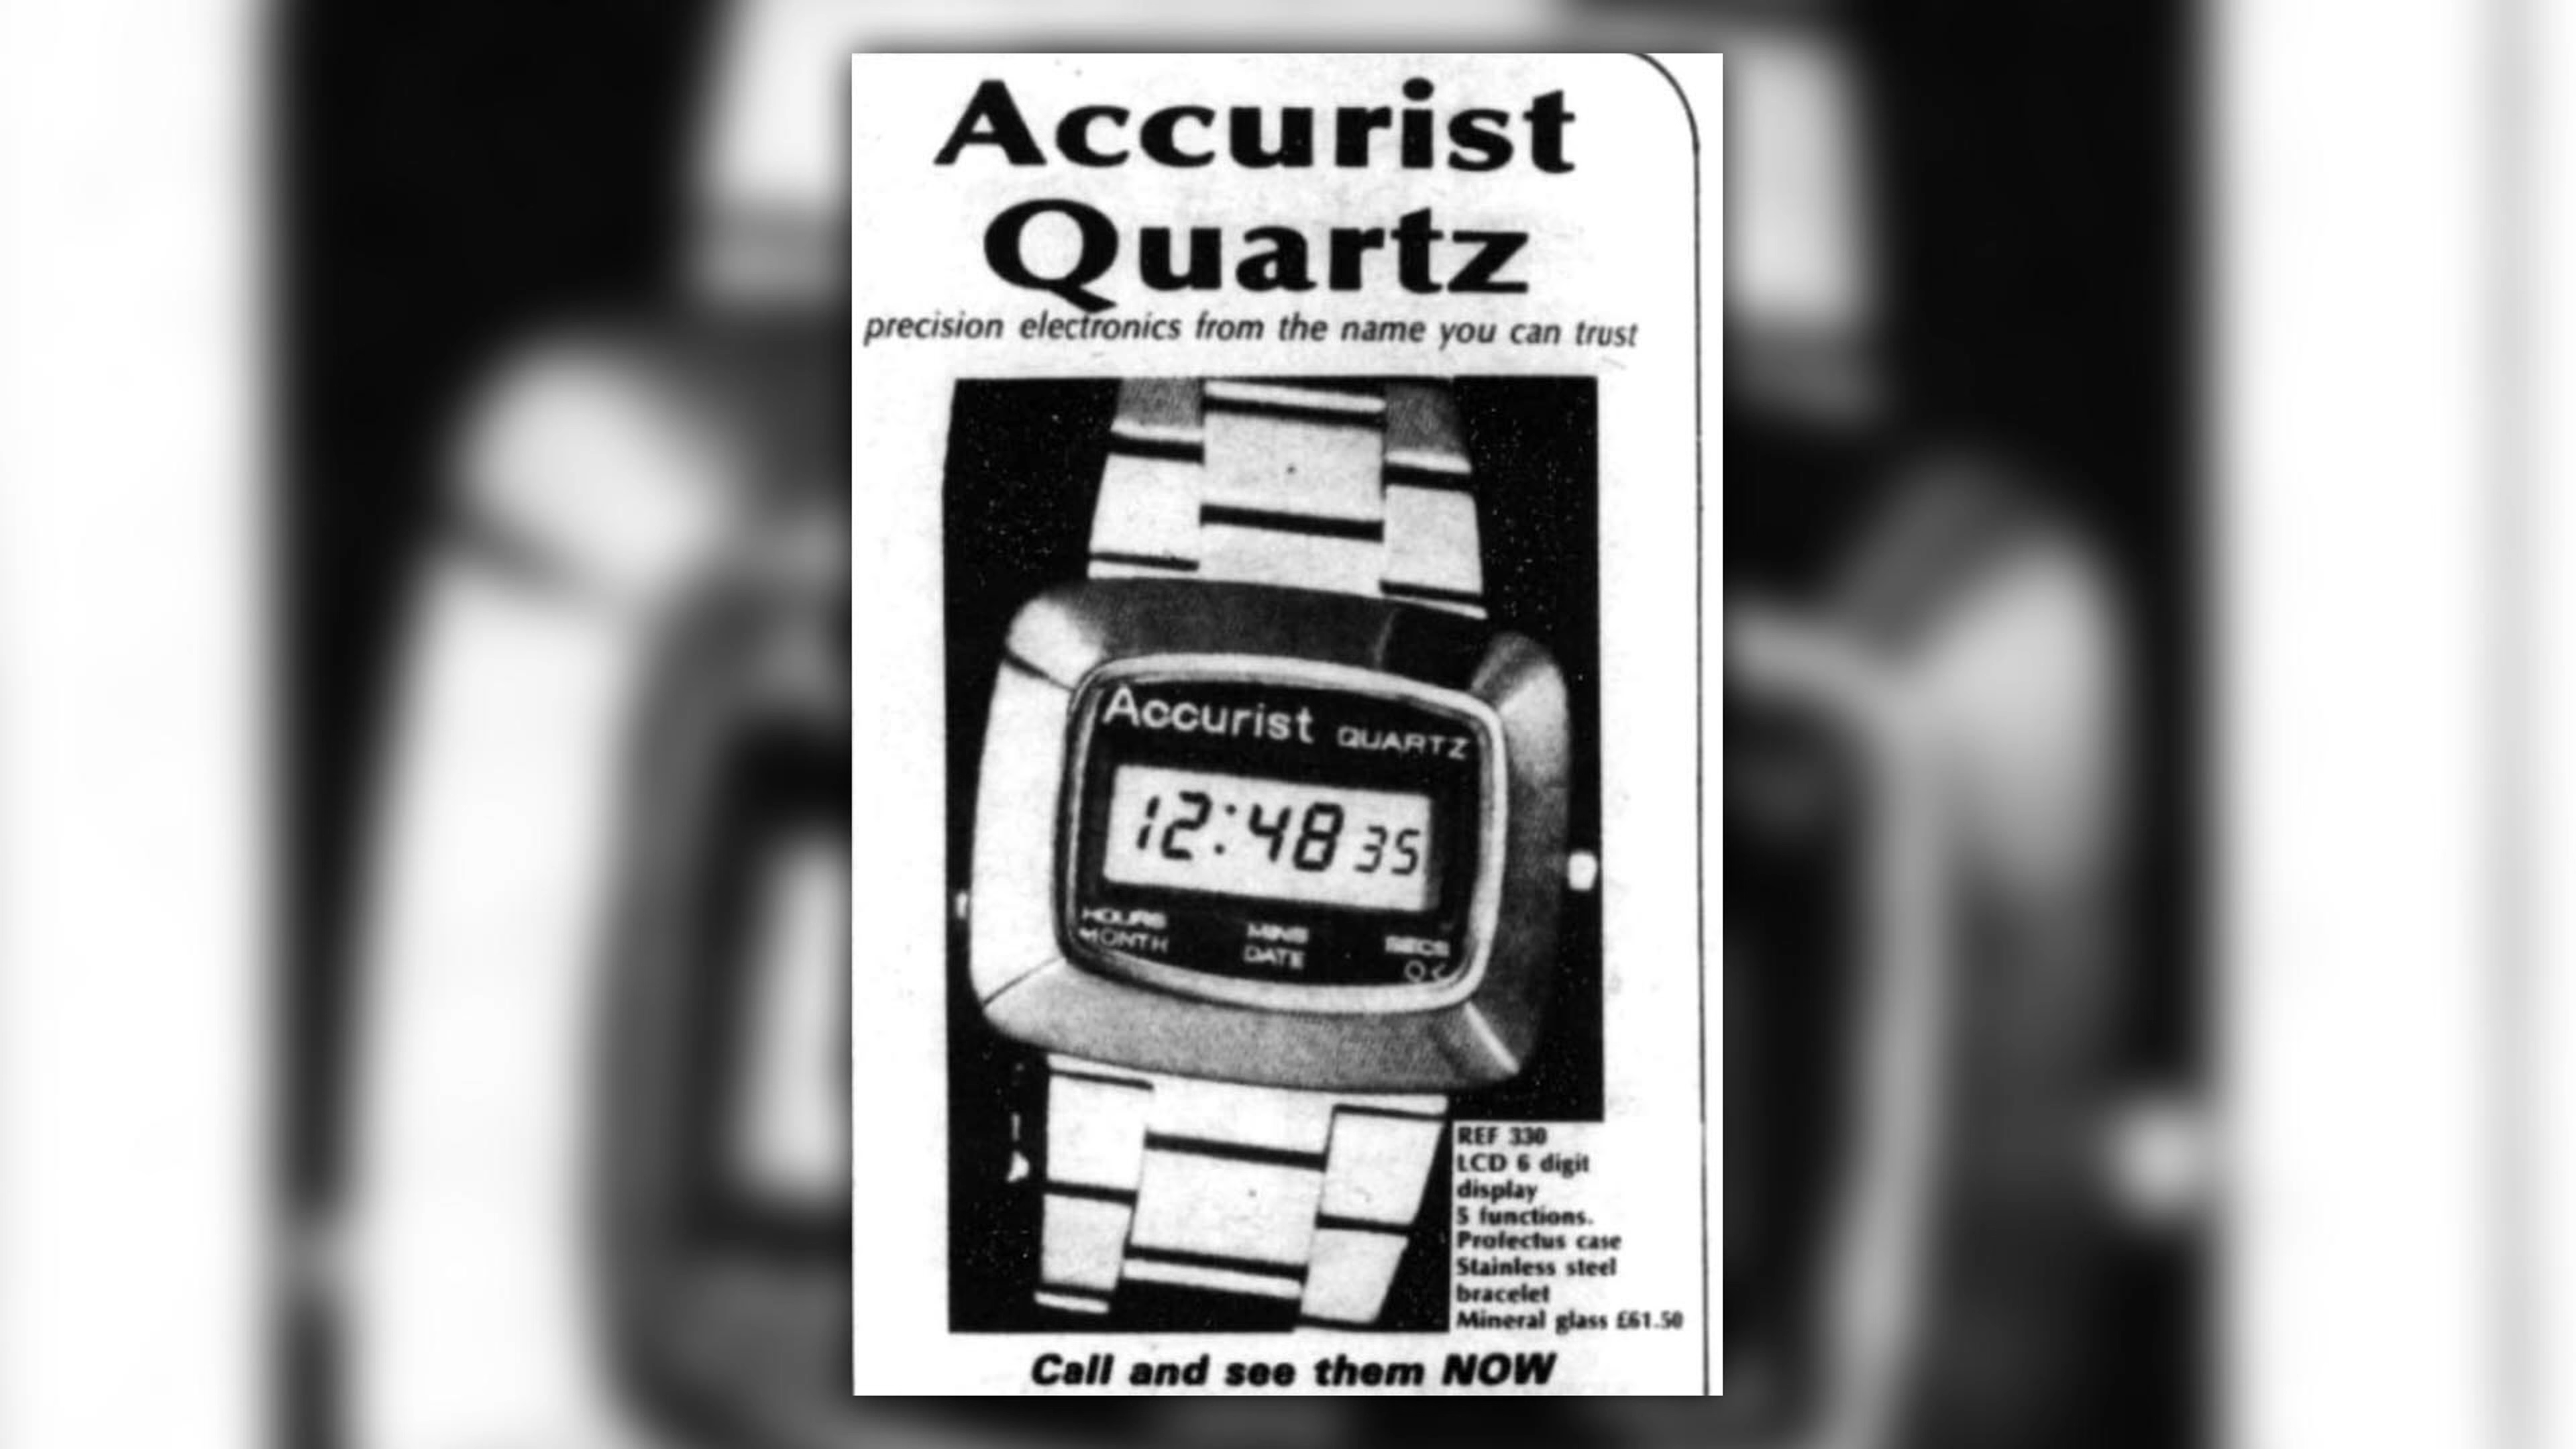 Accurist
Quartz
precision electronics from the name you can trust
Accurist QUARTZ
12:48 35
HOURS MINS SECS
MONTH DATE
REF 330
LCD 6 digit
display
5 functions.
Profectus case
Stainless steel
bracelet
Mineral glass £61.50
Call and see them NOW